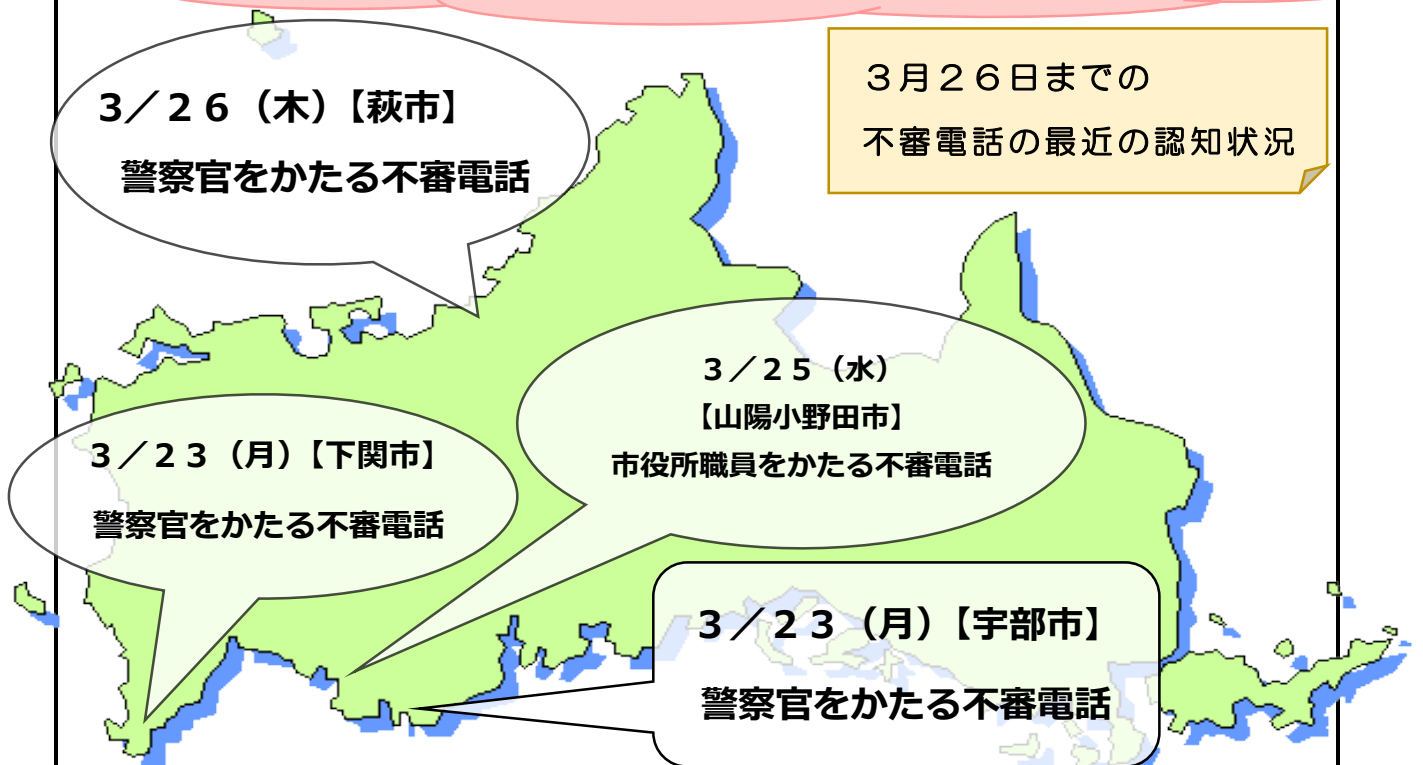 ３月２６日までの
不審電話の最近の認知状況
3／２６（木）【萩市】
警察官をかたる不審電話
３／２５（水）
【山陽小野田市】
市役所職員をかたる不審電話
３／２３（月）【下関市】
警察官をかたる不審電話
３／２３（月）【宇部市】
警察官をかたる不審電話